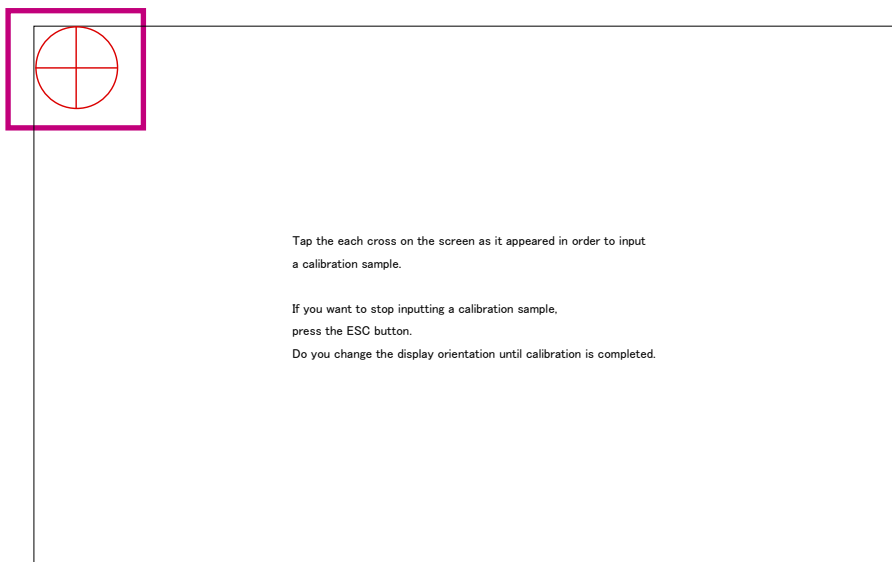 Tap the each cross on the screen as it appeared in order to input
a calibration sample.
If you want to stop inputting a calibration sample,
press the ESC button.
Do you change the display orientation until calibration is completed.